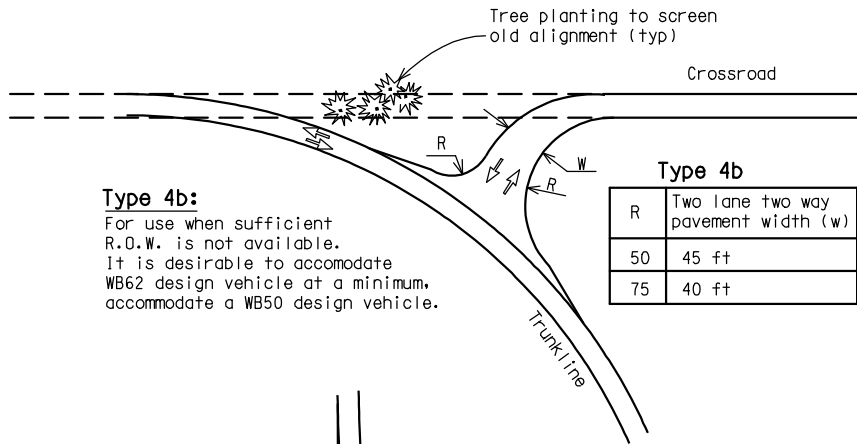 Tree planting to screen
old alignment (typ)
Crossroad
R
W
R
Type 4b:
For use when sufficient
R.O.W. is not available.
It is desirable to accomodate
WB62 design vehicle at a minimum,
accommodate a WB50 design vehicle.
Type 4b
R
Two lane two way
pavement width (w)
50 45 ft
75 40 ft
Trunkline